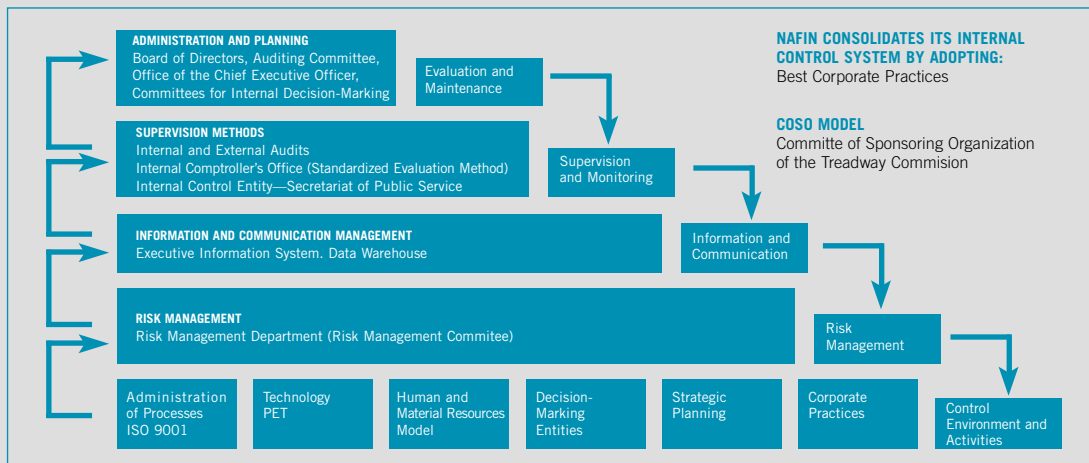 ADMINISTRATION AND PLANNING
Board of Directors, Auditing Committee,
Office of the Chief Executive Officer,
Committees for Internal Decision-Marking
Evaluation and
Maintenance
NAFIN CONSOLIDATES ITS INTERNAL
CONTROL SYSTEM BY ADOPTING:
Best Corporate Practices
COSO MODEL
Committe of Sponsoring Organization
of the Treadway Commision
SUPERVISION METHODS
Internal and External Audits
Internal Comptroller's Office (Standardized Evaluation Method)
Internal Control Entity—Secretariat of Public Service
Supervision
and Monitoring
INFORMATION AND COMMUNICATION MANAGEMENT
Executive Information System. Data Warehouse
Information and
Communication
RISK MANAGEMENT
Risk Management Department (Risk Management Commitee)
Risk
Management
Administration
of Processes
ISO 9001
Technology
PET
Human and
Material Resources
Model
Decision-
Marking
Entities
Strategic
Planning
Corporate
Practices
Control
Environment and
Activities